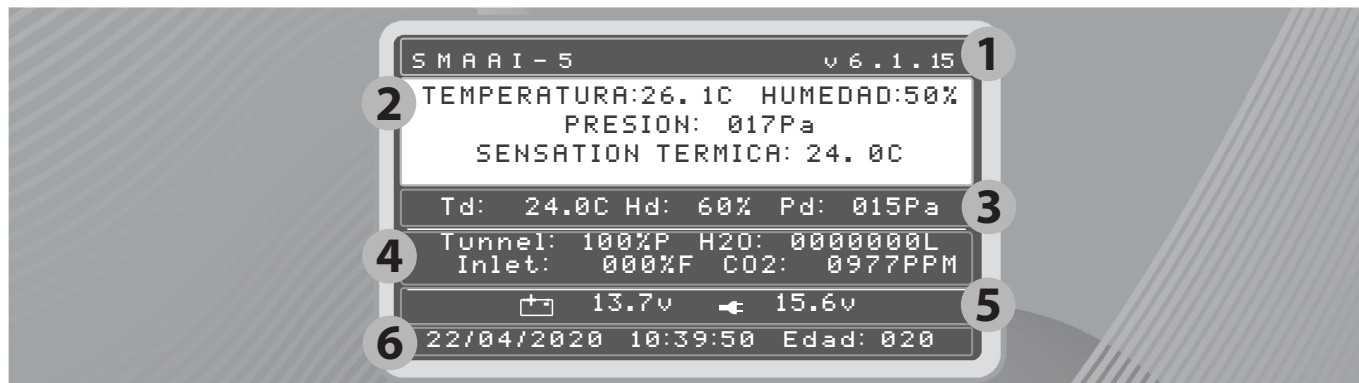 SMAAI-5 v6.1.15 1
2 TEMPERATURA:26.1C HUMEDAD:50%
PRESION: 017Pa
SENSATION TERMICA: 24.0C
Td: 24.0C Hd: 60% Pd: 015Pa 3
4 Tunnel: 100%P H2O: 0000000L
Inlet: 000%F CO2: 0977PPM
13.7v 15.6v 5
6 22/04/2020 10:39:50 Edad: 020